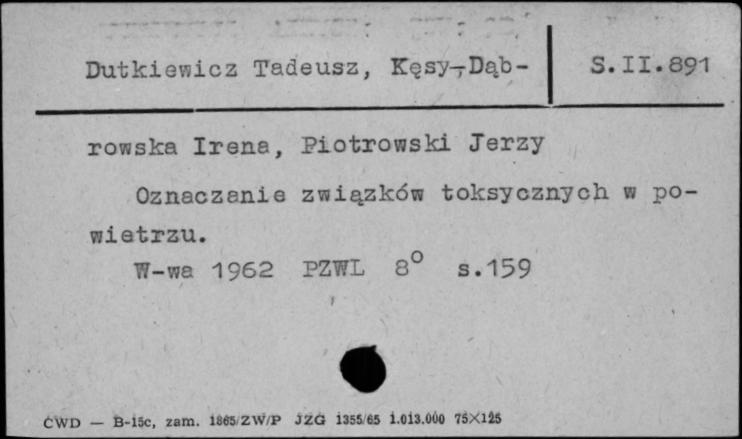 Dutkiewicz Tadeusz, Kęsy-Dąb- S.II.891
rowska Irena, Piotrowski Jerzy
Oznaczanie związków toksycznych w po-
wietrzu.
W-wa 1962 PZWL 8° s.159
CWD — B-15c, zam. 1865/ZW/P JZG 1355/65 1.013.000 75×125